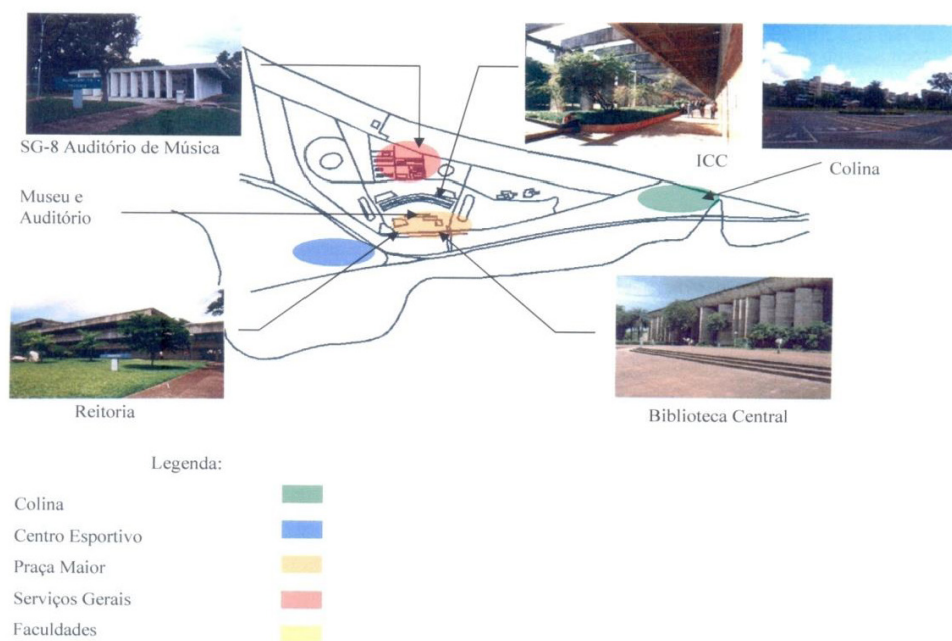 SG-8 Auditório de Música
ICC
Colina
Museu e
Auditório
Reitoria
Biblioteca Central
Legenda:
Colina
Centro Esportivo
Praça Maior
Serviços Gerais
Faculdades